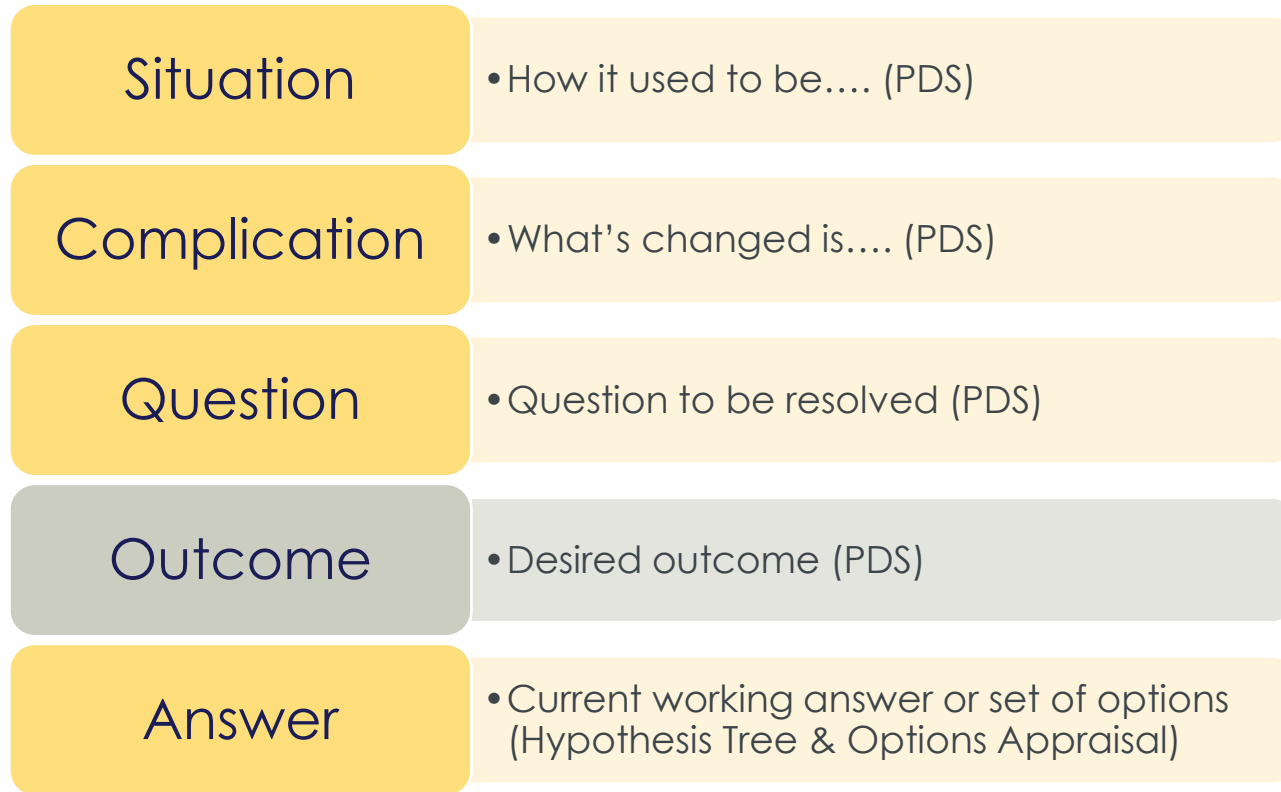 Situation
•How it used to be…. (PDS)
Complication
•What’s changed is…. (PDS)
Question
•Question to be resolved (PDS)
Outcome
•Desired outcome (PDS)
Answer
•Current working answer or set of options
(Hypothesis Tree & Options Appraisal)